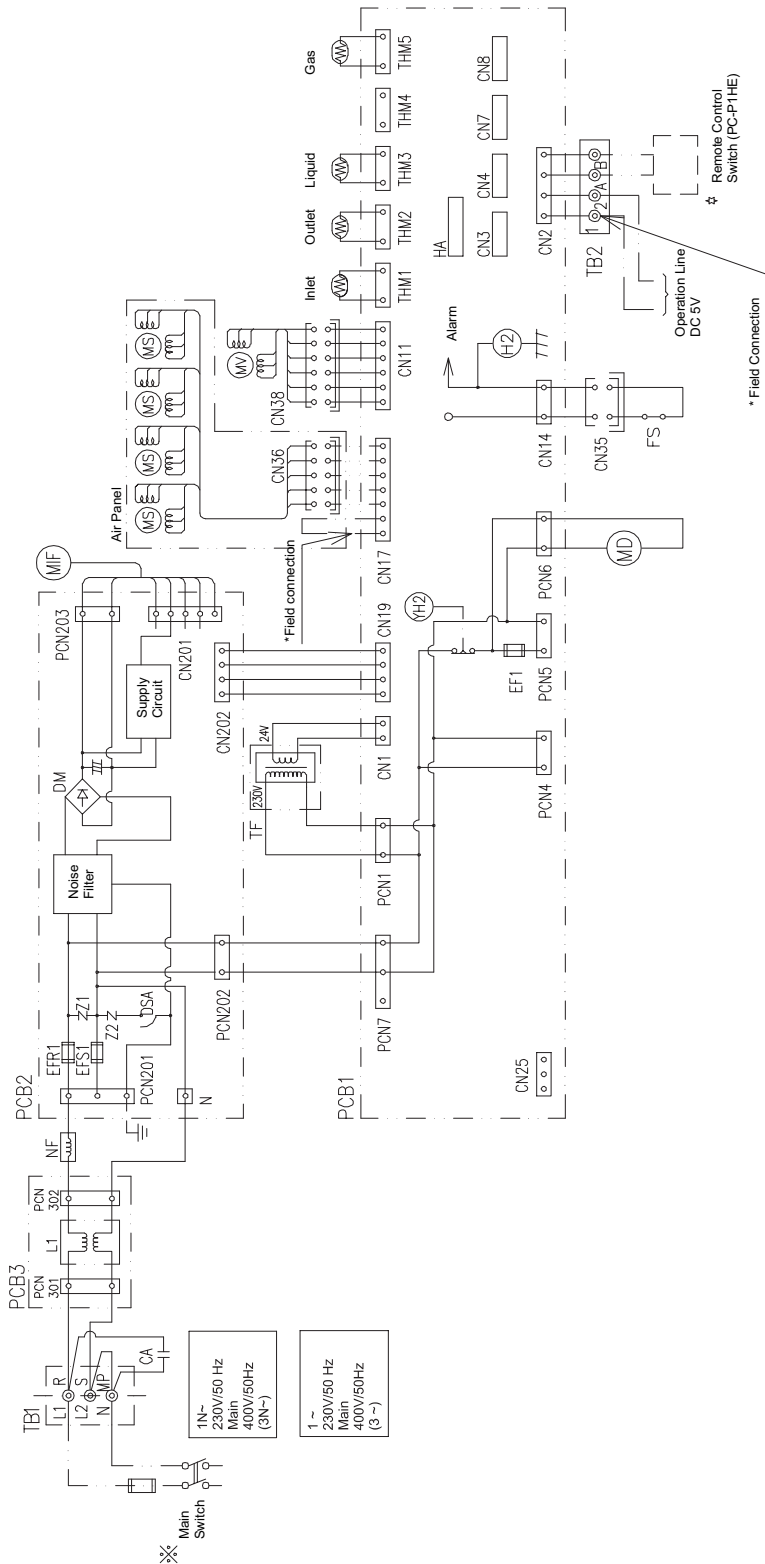 Main
Switch
TB1
L1
R
L2
S
N
MP
CA
1N~
230V/50 Hz
Main
400V/50Hz
(3N~)
1 ~
230V/50 Hz
Main
400V/50Hz
(3 ~)
PCB3
PCN
301
L1
PCN
302
NF
PCB2
EFR1
EFS1
Z1
Z2
DSA
PCN201
N
PCN202
Noise
Filter
DM
Supply
Circuit
PCN203
CN201
CN202
MIF
Air Panel
MS
MS
MS
MS
MV
CN36
CN38
*Field connection
230V
24V
TF
PCB1
CN25
PCN7
PCN1
CN1
CN19
CN17
CN11
Inlet
Outlet
Liquid
Gas
THM1
THM2
THM3
THM4
THM5
PCN4
YH2
EF1
PCN5
PCN6
MD
CN14
H2
Alarm
CN35
FS
HA
CN3
CN4
CN7
CN8
CN2
TB2
1
2
A
B
Operation Line
DC 5V
Remote Control
Switch (PC-P1HE)
* Field Connection